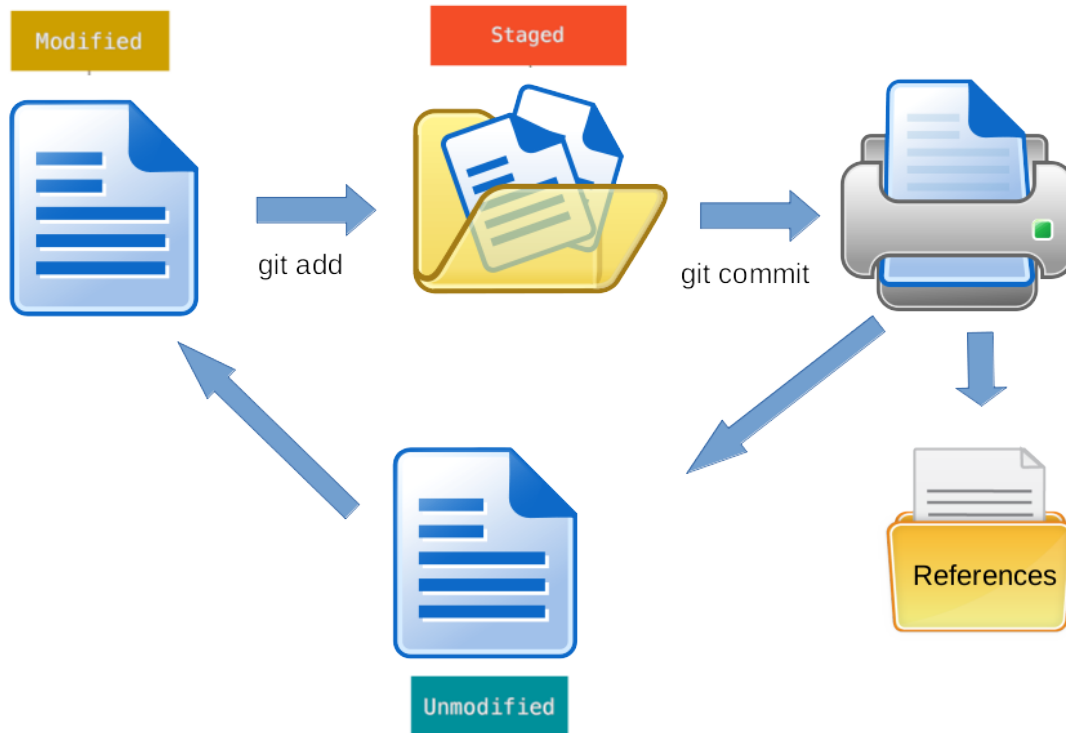 Modified
Staged
git add
git commit
References
Unmodified